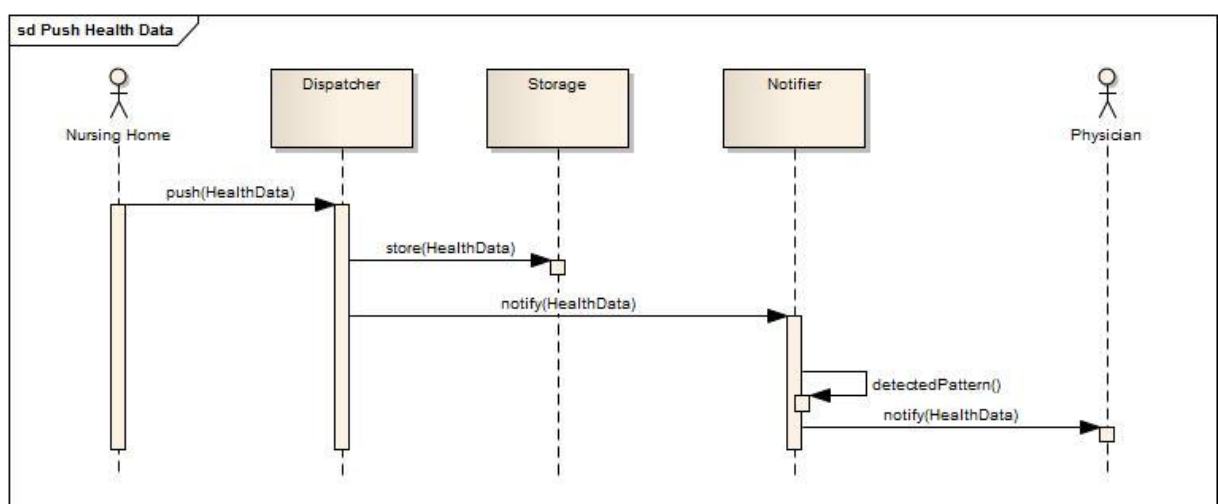 sd Push Health Data
Dispatcher
Storage
Notifier
Nursing Home
Physician
push(HealthData)
store(HealthData)
notify(HealthData)
detectedPattern()
notify(HealthData)